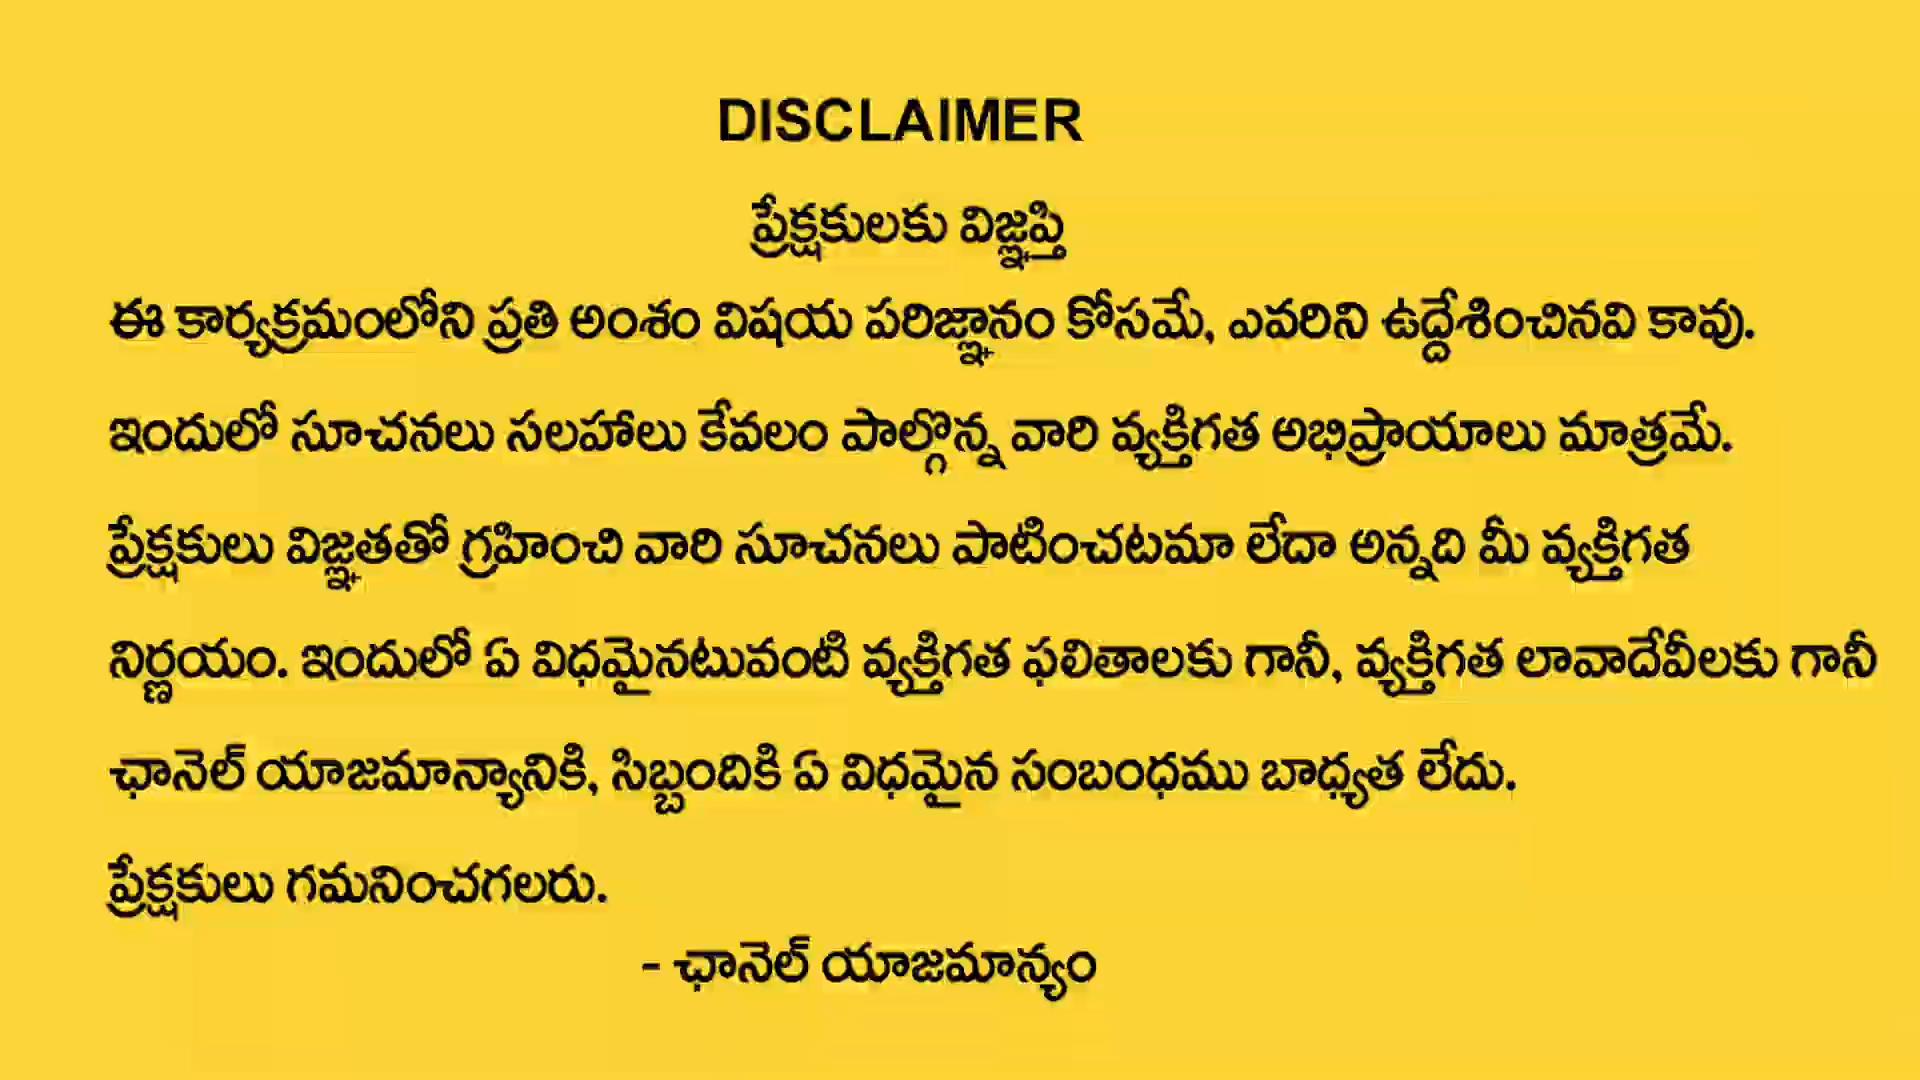 DISCLAIMER
ప్రేక్షకులకు విజ్ఞప్తి
ఈ కార్యక్రమంలోని ప్రతి అంశం విషయ పరిజ్ఞానం కోసమే, ఎవరిని ఉద్దేశించినవి కావు.
ఇందులో సూచనలు సలహాలు కేవలం పాల్గొన్న వారి వ్యక్తిగత అభిప్రాయాలు మాత్రమే.
ప్రేక్షకులు విజ్ఞతతో గ్రహించి వారి సూచనలు పాటించటమా లేదా అన్నది మీ వ్యక్తిగత
నిర్ణయం. ఇందులో ఏ విధమైనటువంటి వ్యక్తిగత ఫలితాలకు గానీ, వ్యక్తిగత లావాదేవీలకు గానీ
ఛానెల్ యాజమాన్యానికి, సిబ్బందికి ఏ విధమైన సంబంధము బాధ్యత లేదు.
ప్రేక్షకులు గమనించగలరు.
- ఛానెల్ యాజమాన్యం